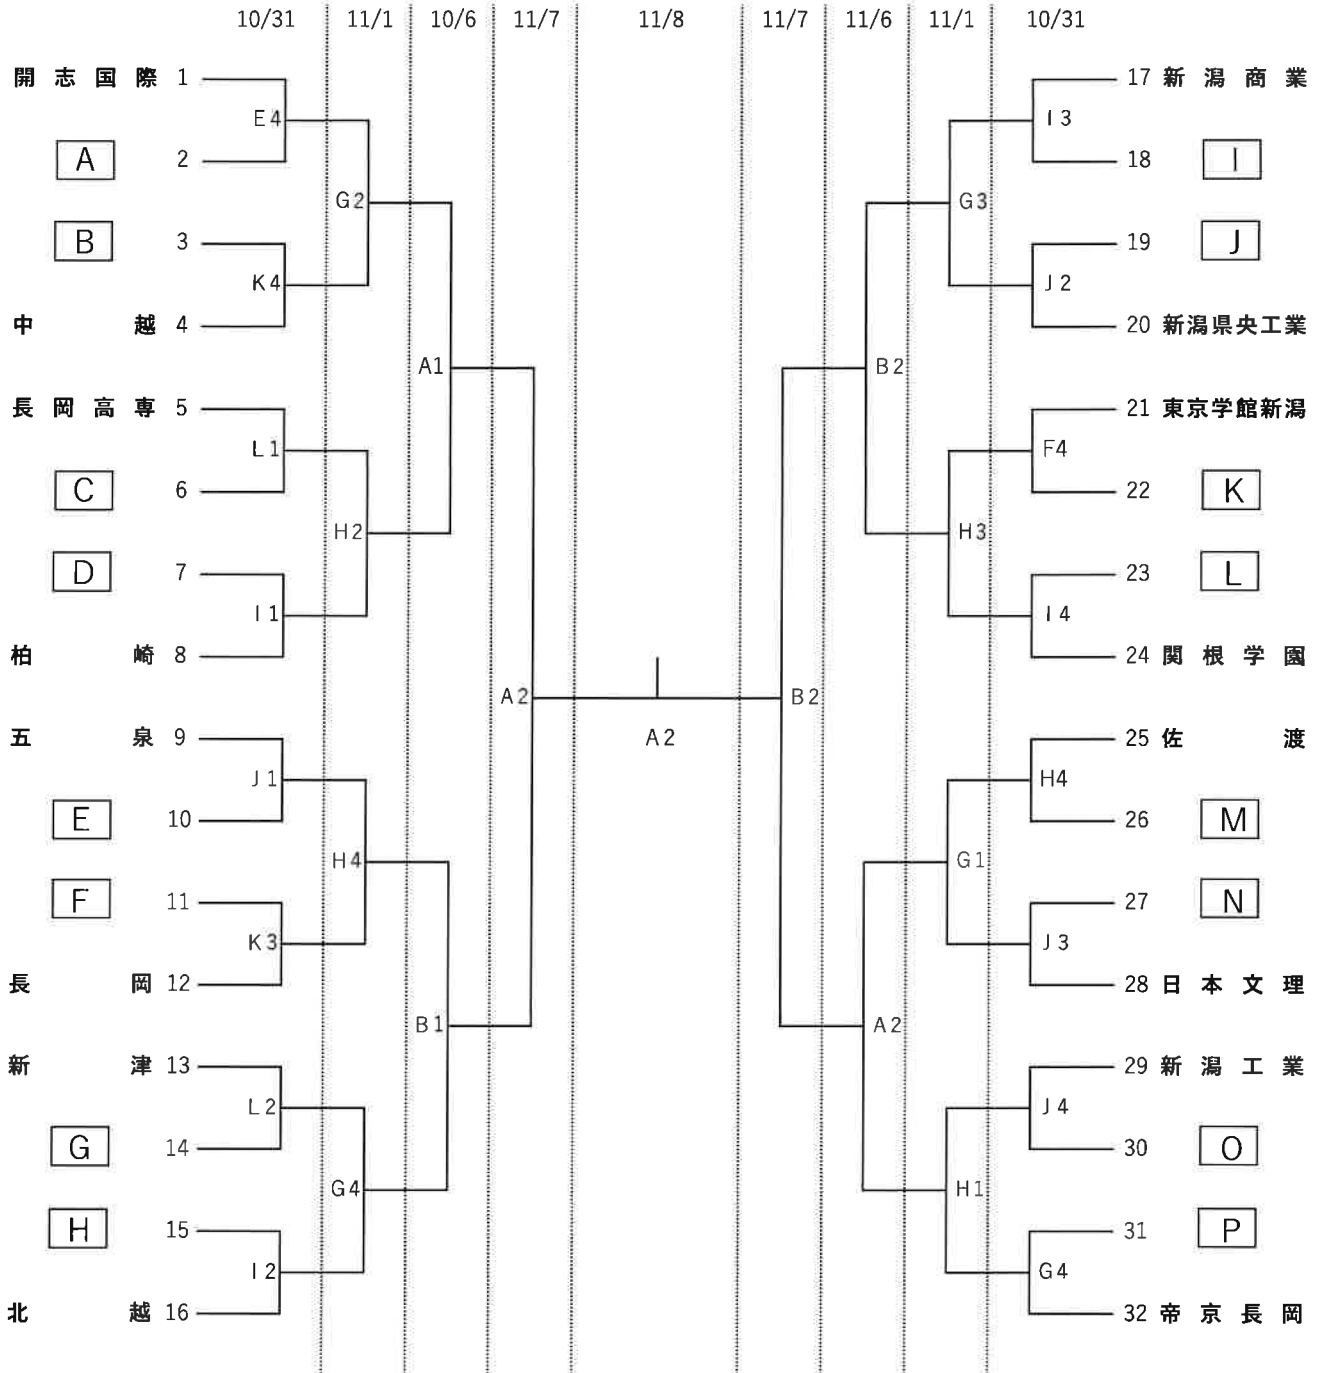 10/31 11/1 10/6 11/7 11/8 11/7 11/6 11/1 10/31
開志国際 1 17 新潟商業
E4 I3
A 2 18 I
G2 G3
B 3 19 J
K4 J2
中越 4 20 新潟県央工業
A1 B2
長岡高専 5 21 東京学館新潟
L1 F4
C 6 22 K
H2 H3
D 7 23 L
I1 I4
柏崎 8 24 関根学園
A2 B2
五泉 9 A2 25 佐渡
J1 H4
E 10 26 M
H4 G1
F 11 27 N
K3 J3
長岡 12 28 日本文理
B1 A2
新津 13 29 新潟工業
L2 J4
G 14 30 O
G4 H1
H 15 31 P
I2 G4
北越 16 32 帝京長岡